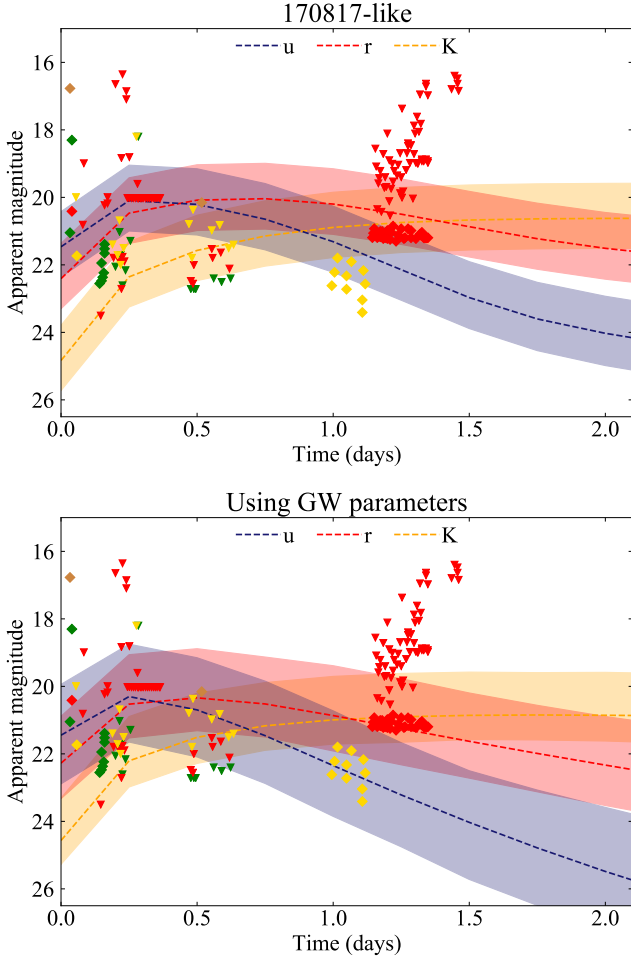 170817-like
u r K
16
18
20
22
24
26
Apparent magnitude
0.0 0.5 1.0 1.5 2.0
Time (days)
Using GW parameters
u r K
16
18
20
22
24
26
Apparent magnitude
0.0 0.5 1.0 1.5 2.0
Time (days)